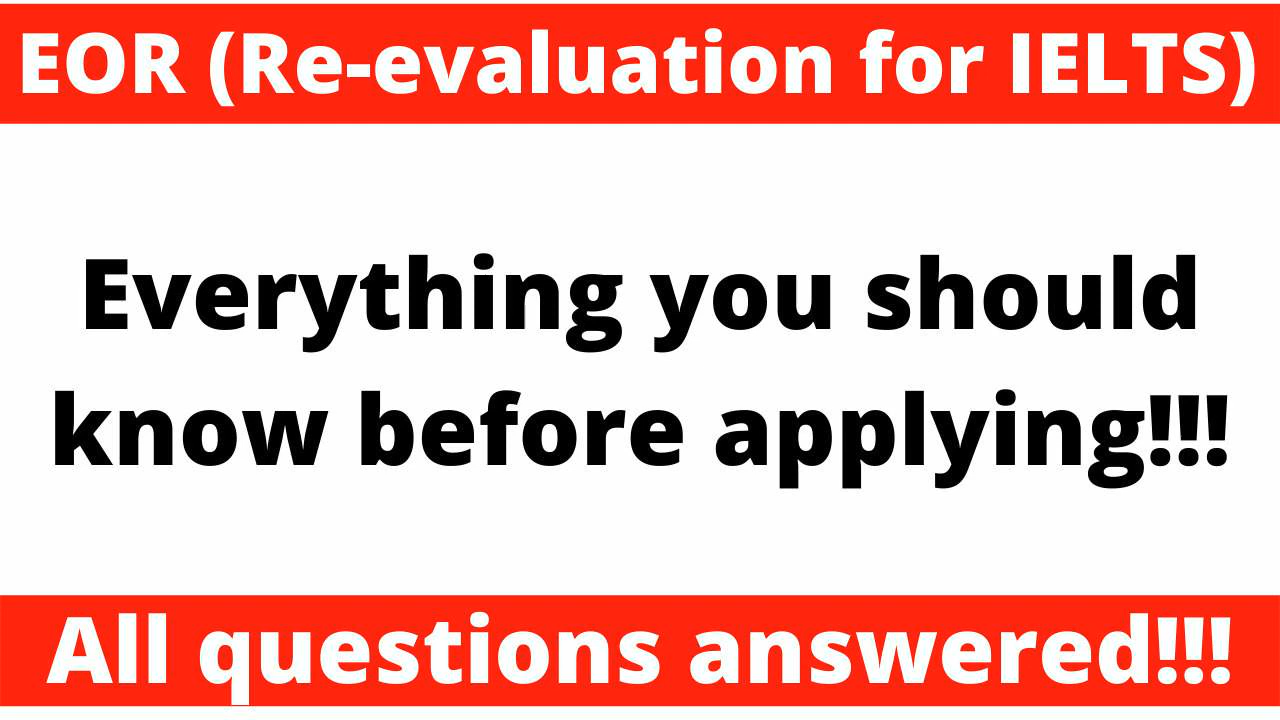 EOR (Re-evaluation for IELTS)
Everything you should
know before applying!!!
All questions answered!!!